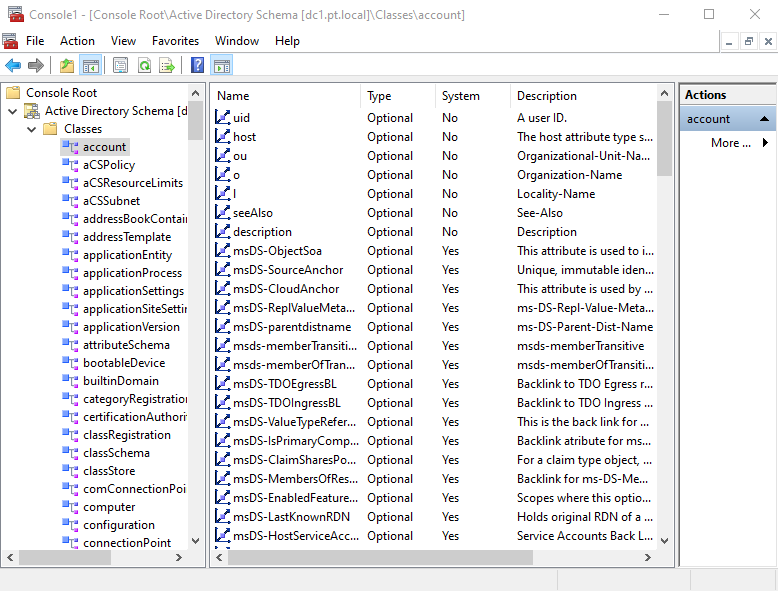 Console1 - [Console Root\Active Directory Schema [dc1.pt.local]\Classes\account]
File Action View Favorites Window Help
Console Root
Active Directory Schema [d
Classes
account
aCSPolicy
aCSResourceLimits
aCSSubnet
addressBookContain
addressTemplate
applicationEntity
applicationProcess
applicationSettings
applicationSiteSettin
applicationVersion
attributeSchema
bootableDevice
builtinDomain
categoryRegistration
certificationAuthori
classRegistration
classSchema
classStore
comConnectionPoi
computer
configuration
connectionPoint
Name Type System Description
uid Optional No A user ID.
host Optional No The host attribute type s...
ou Optional No Organizational-Unit-Na...
o Optional No Organization-Name
l Optional No Locality-Name
seeAlso Optional No See-Also
description Optional No Description
msDS-ObjectSoa Optional Yes This attribute is used to i...
msDS-SourceAnchor Optional Yes Unique, immutable iden...
msDS-CloudAnchor Optional Yes This attribute is used by ...
msDS-ReplValueMeta... Optional Yes ms-DS-Repl-Value-Meta...
msDS-parentdistname Optional Yes ms-DS-Parent-Dist-Name
msds-memberTransiti... Optional Yes msds-memberTransitive
msds-memberOfTran... Optional Yes msds-memberOfTransiti...
msDS-TDOEgressBL Optional Yes Backlink to TDO Egress r...
msDS-TDOIngressBL Optional Yes Backlink to TDO Ingress ...
msDS-ValueTypeRefer... Optional Yes This is the back link for ...
msDS-IsPrimaryComp... Optional Yes Backlink atribute for ms...
msDS-ClaimSharesPo... Optional Yes For a claim type object, ...
msDS-MembersOfRes... Optional Yes Backlink for ms-DS-Me...
msDS-EnabledFeature... Optional Yes Scopes where this optio...
msDS-LastKnownRDN Optional Yes Holds original RDN of a ...
msDS-HostServiceAcc... Optional Yes Service Accounts Back L...
Actions
account
More ...